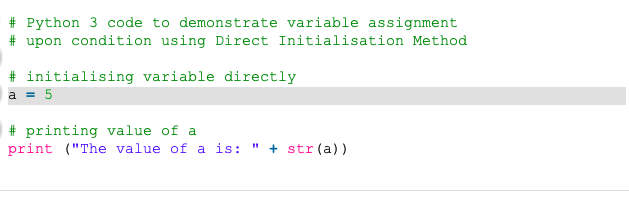 # Python 3 code to demonstrate variable assignment
# upon condition using Direct Initialisation Method
# initialising variable directly
a = 5
# printing value of a
print ("The value of a is: " + str(a))